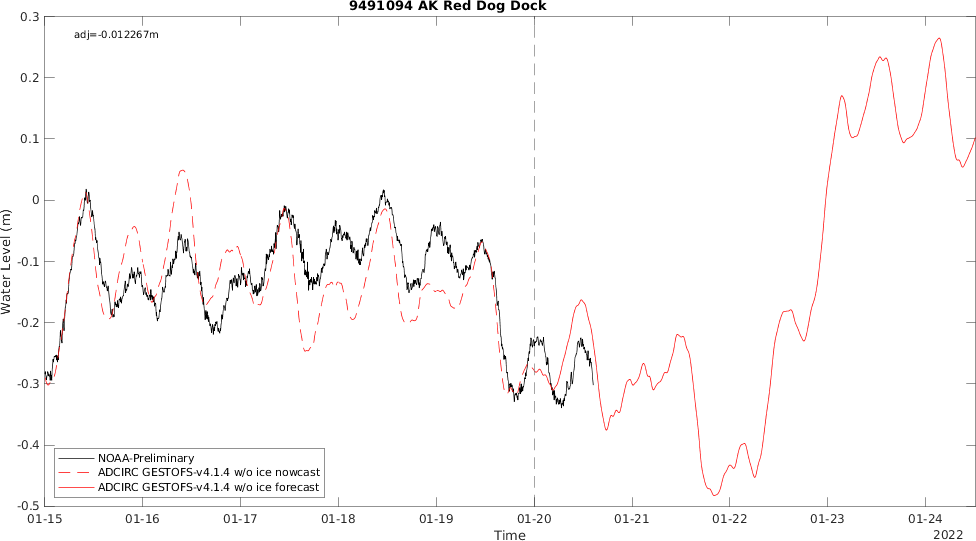 9491094 AK Red Dog Dock
adj=-0.012267m
0.3
0.2
0.1
0
-0.1
-0.2
-0.3
-0.4
-0.5
Water Level (m)
NOAA-Preliminary
ADCIRC GESTOFS-v4.1.4 w/o ice nowcast
ADCIRC GESTOFS-v4.1.4 w/o ice forecast
01-15 01-16 01-17 01-18 01-19 01-20 01-21 01-22 01-23 01-24
Time
2022